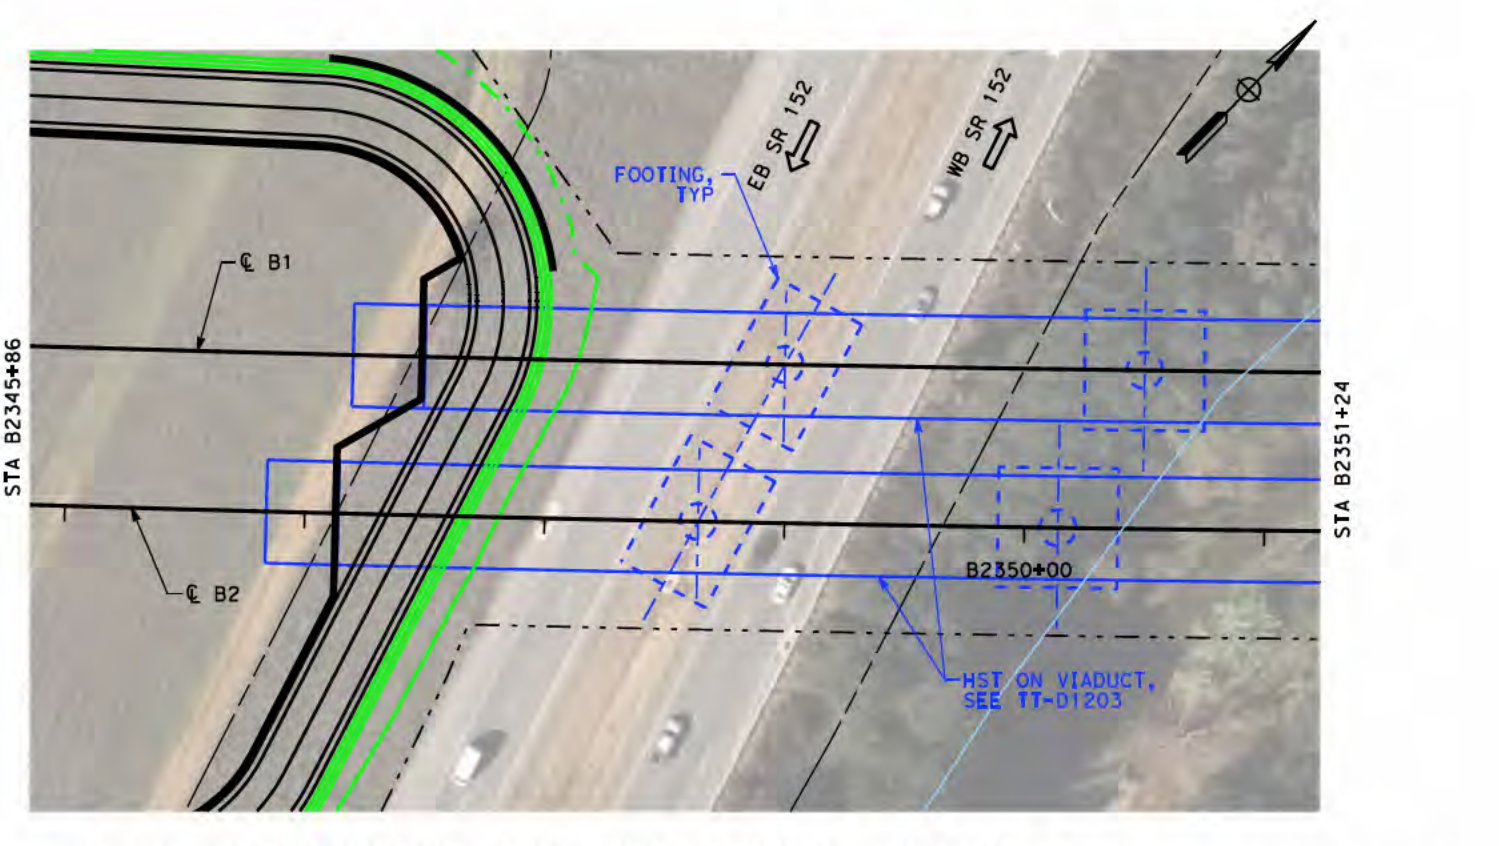 EB SR 152
WB SR 152
FOOTING,
TYP
℄ B1
STA B2345+86
STA B2351+24
B2350+00
℄ B2
HST ON VIADUCT,
SEE TT-D1203